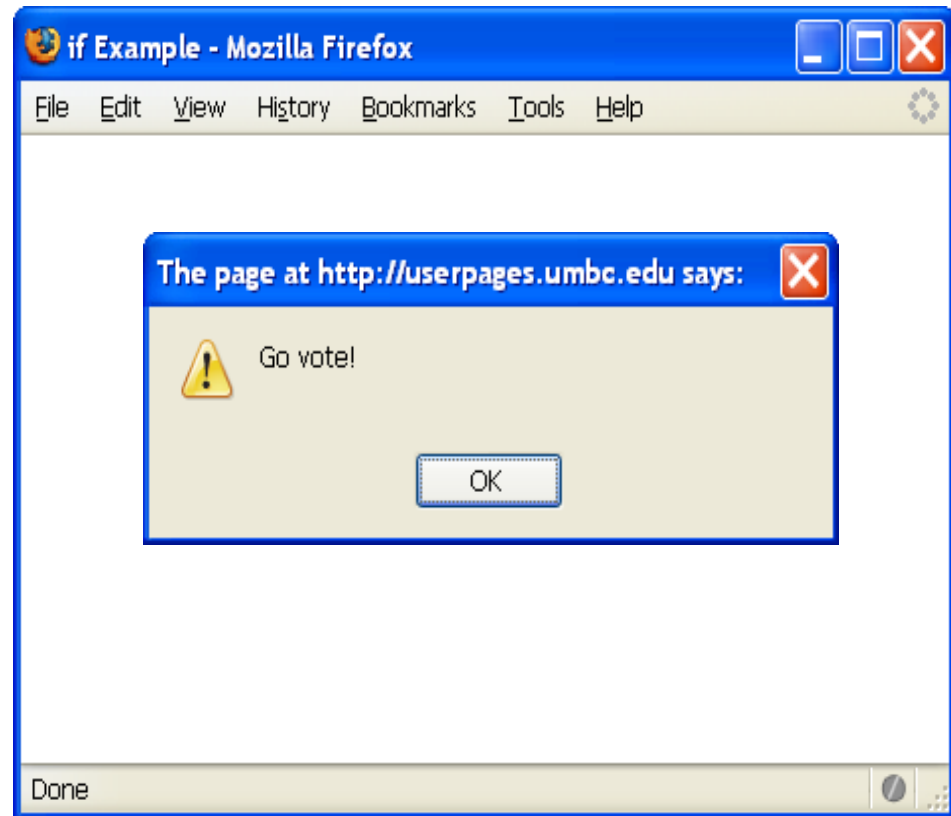 if Example - Mozilla Firefox
File Edit View History Bookmarks Tools Help
The page at http://userpages.umbc.edu says:
Go vote!
OK
Done